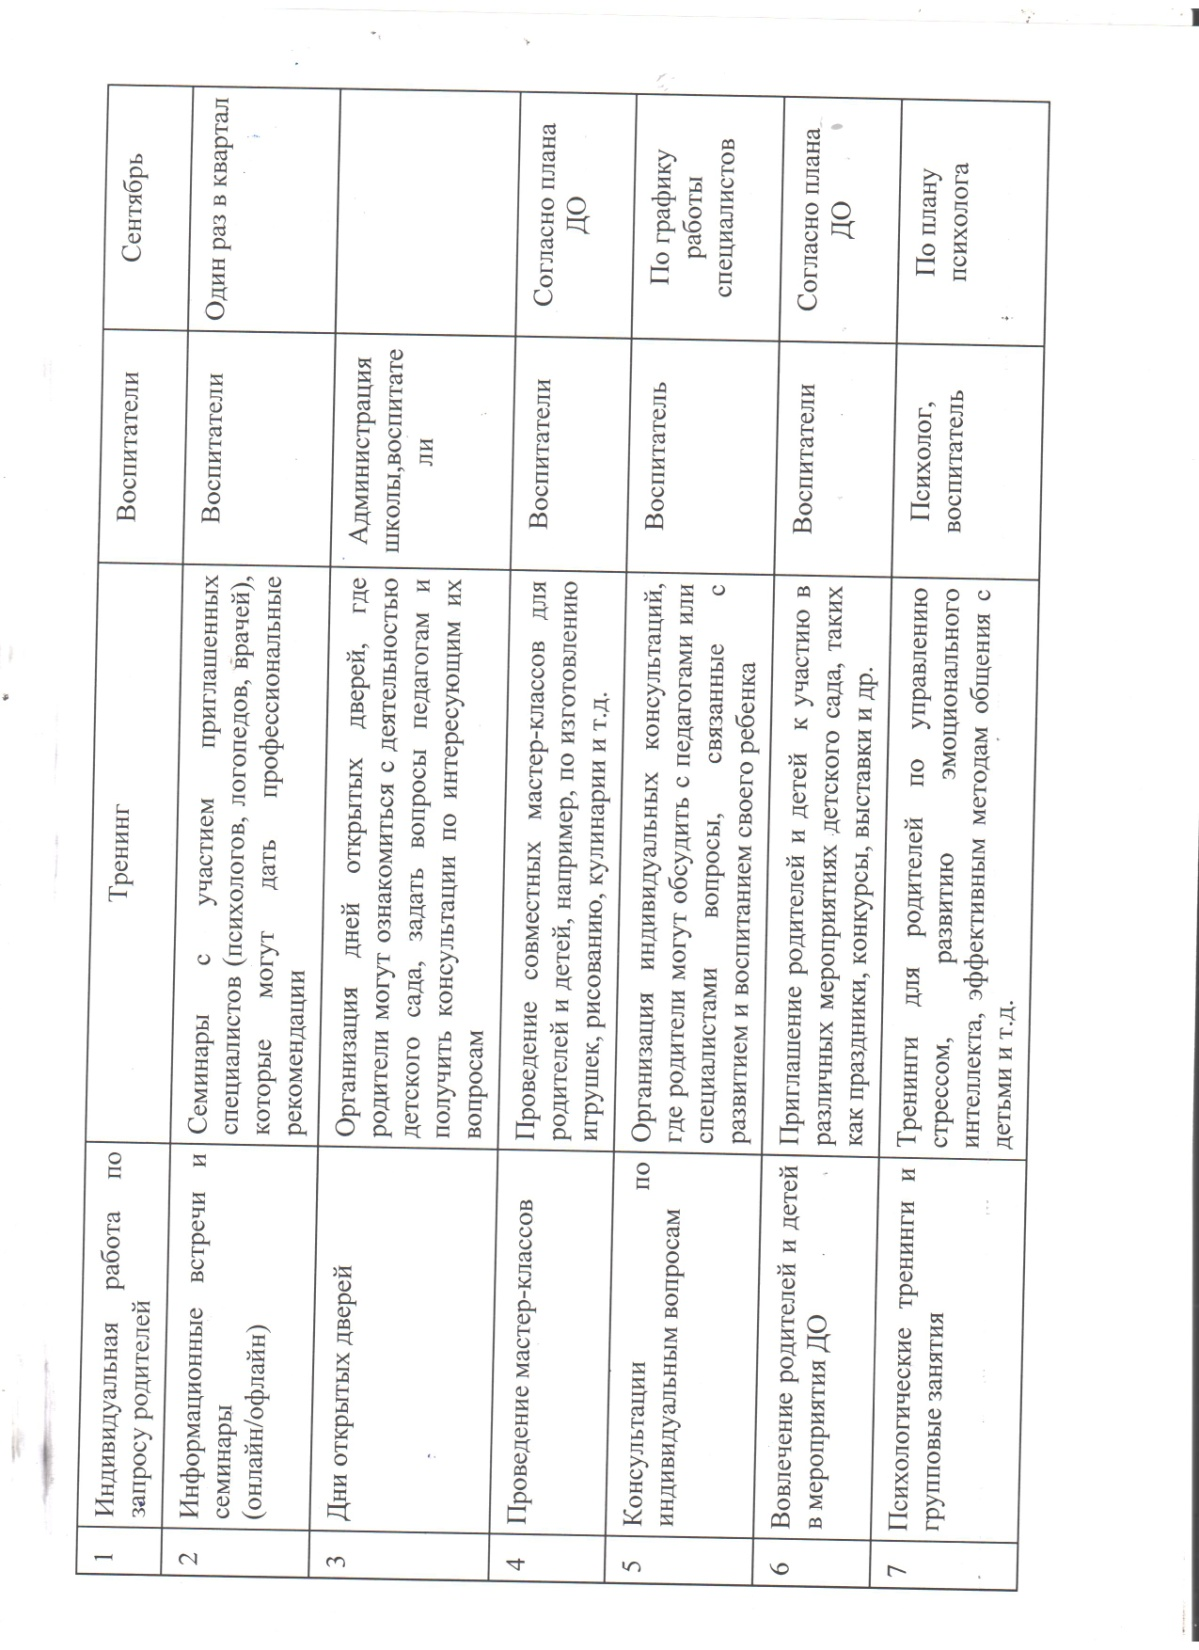 1
Индивидуальная работа по
запросу родителей
Тренинг
Воспитатели
Сентябрь
2
Информационные встречи и
семинары
(онлайн/офлайн)
Семинары с участием приглашенных
специалистов (психологов, логопедов, врачей),
которые могут дать профессиональные
рекомендации
Воспитатели
Один раз в квартал
3
Дни открытых дверей
Организация дней открытых дверей, где
родители могут ознакомиться с деятельностью
детского сада, задать вопросы педагогам и
получить консультации по интересующим их
вопросам
Администрация
школы,воспитате
ли
4
Проведение мастер-классов
Проведение совместных мастер-классов для
родителей и детей, например, по изготовлению
игрушек, рисованию, кулинарии и т.д.
Воспитатели
Согласно плана
ДО
5
Консультации по
индивидуальным вопросам
Организация индивидуальных консультаций,
где родители могут обсудить с педагогами или
специалистами вопросы, связанные с
развитием и воспитанием своего ребенка
Воспитатель
По графику
работы
специалистов
6
Вовлечение родителей и детей
в мероприятия ДО
Приглашение родителей и детей к участию в
различных мероприятиях детского сада, таких
как праздники, конкурсы, выставки и др.
Воспитатели
Согласно плана
ДО
7
Психологические тренинги и
групповые занятия
Тренинги для родителей по управлению
стрессом, развитию эмоционального
интеллекта, эффективным методам общения с
детьми и т.д.
Психолог,
воспитатель
По плану
психолога